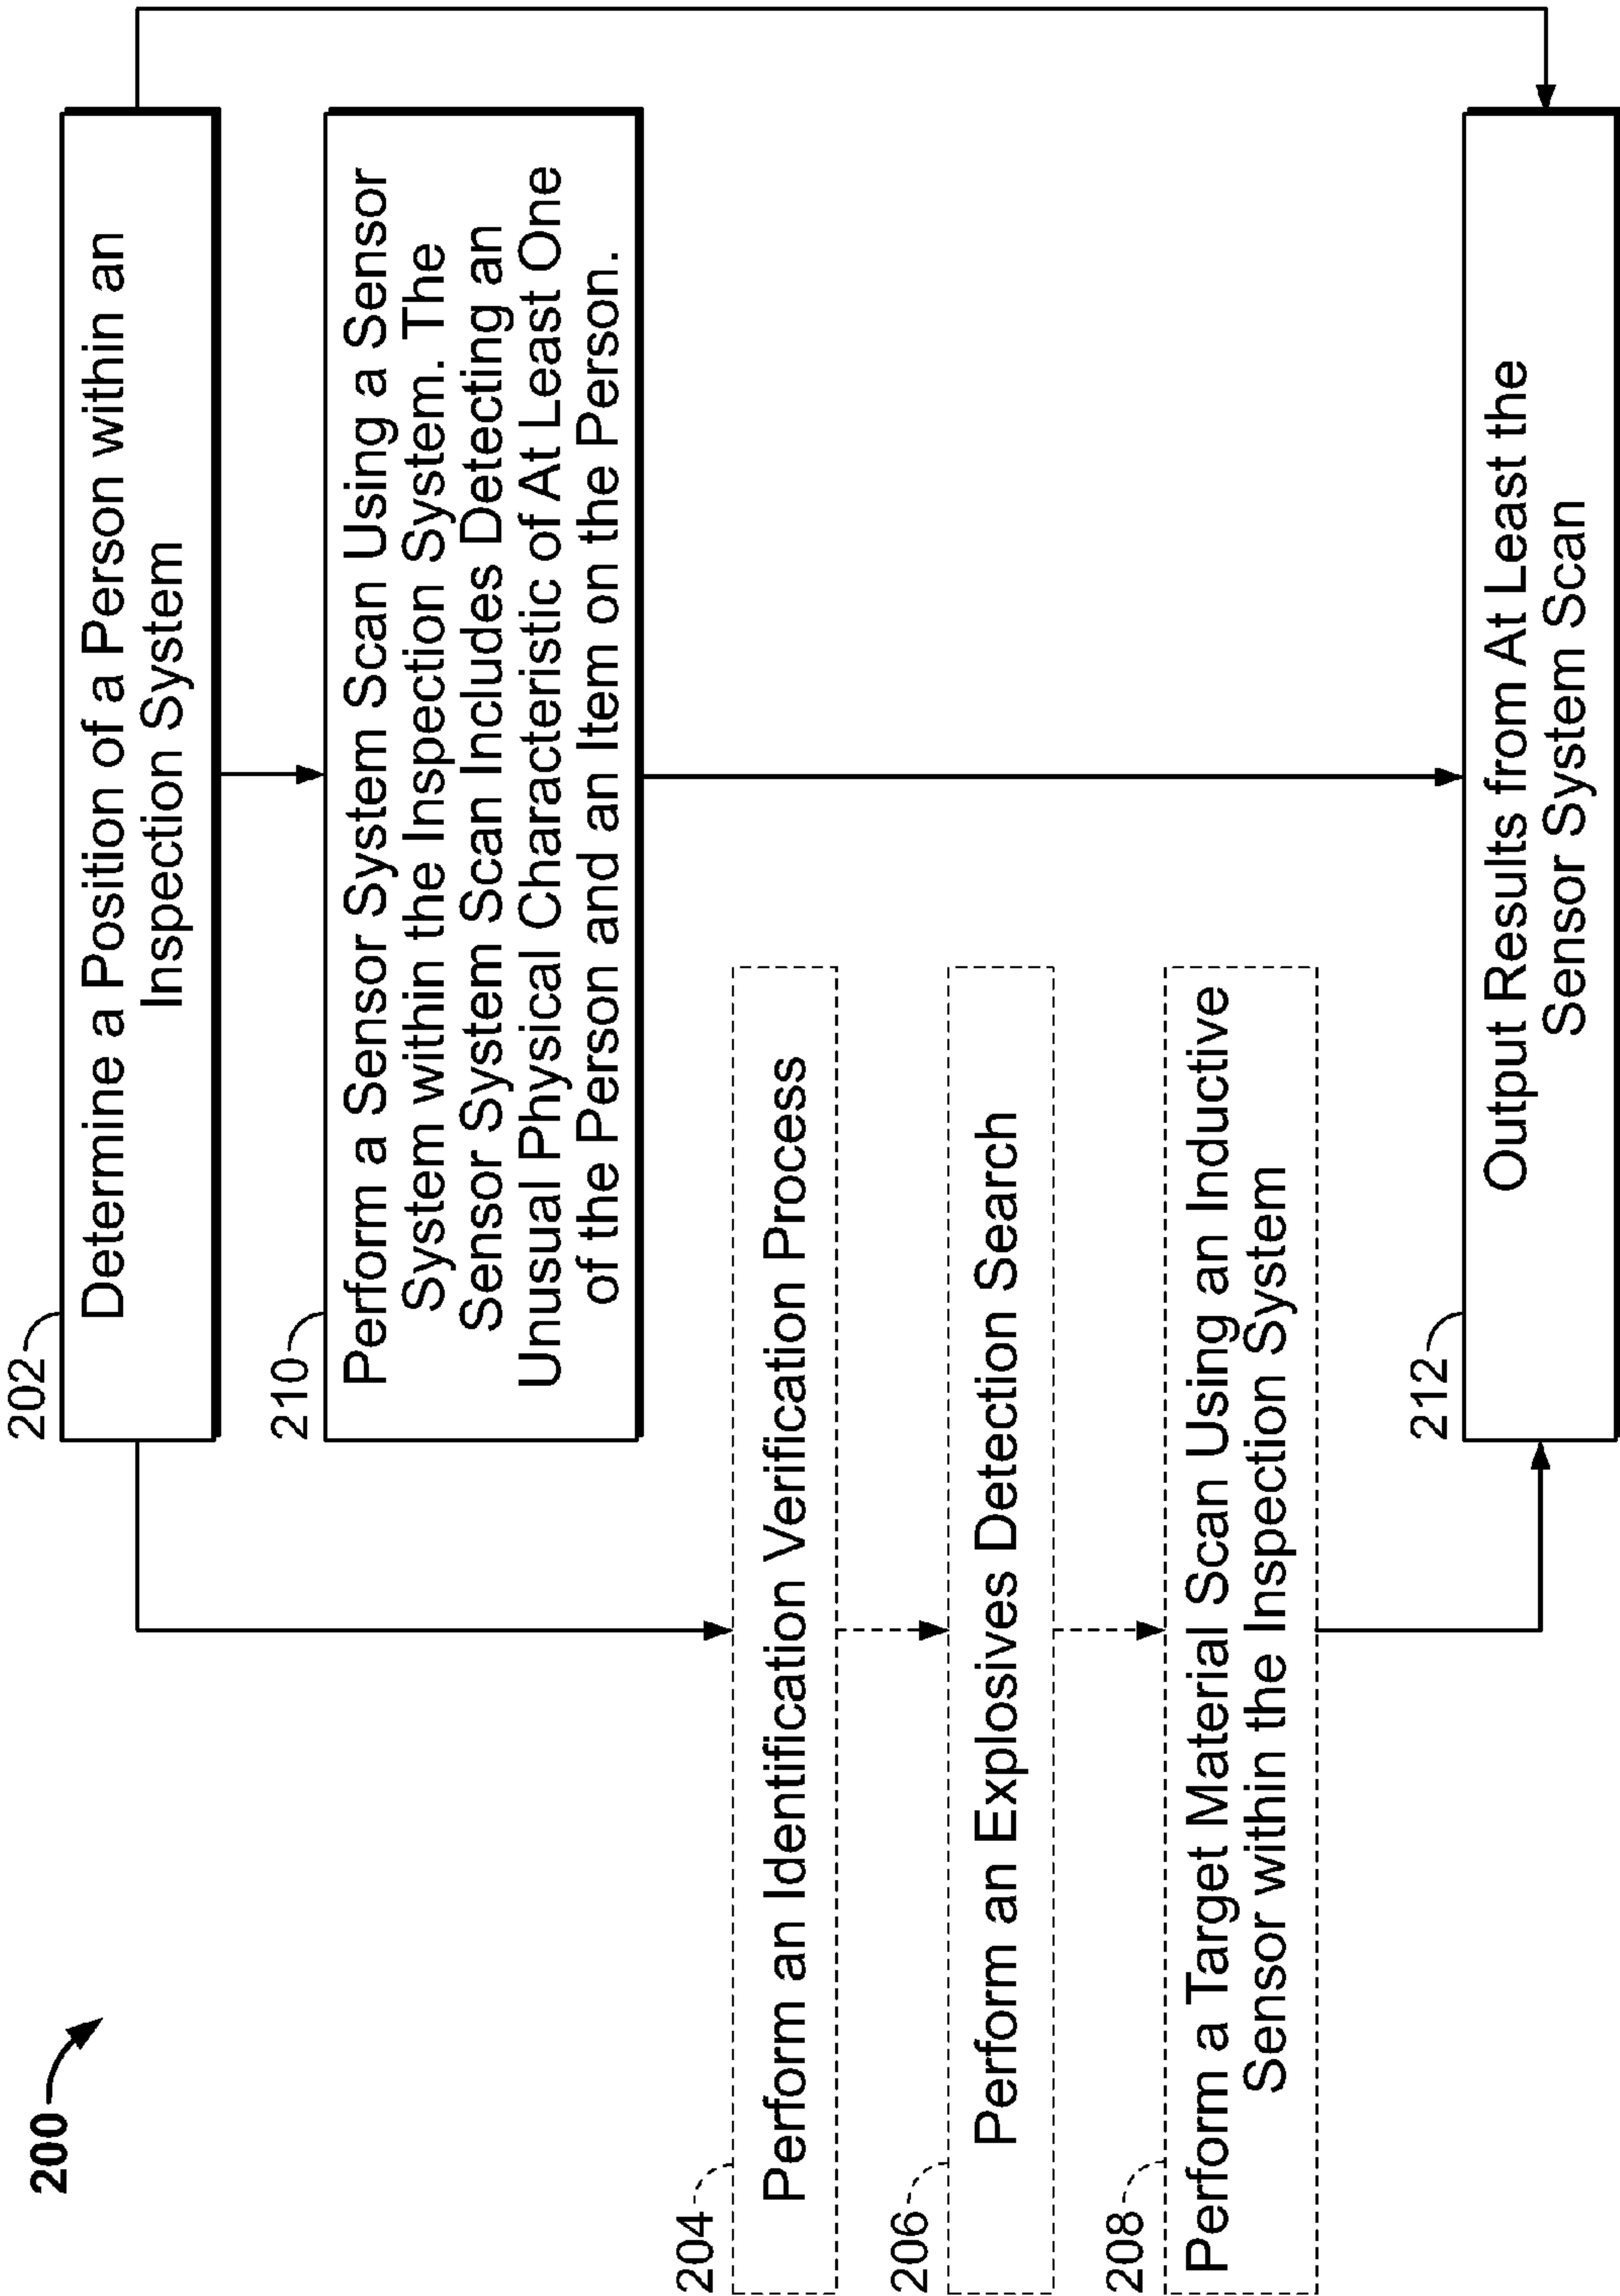 200
202
Determine a Position of a Person within an
Inspection System
210
Perform a Sensor System Scan Using a Sensor
System within the Inspection System. The
Sensor System Scan Includes Detecting an
Unusual Physical Characteristic of At Least One
of the Person and an Item on the Person.
204
Perform an Identification Verification Process
206
Perform an Explosives Detection Search
208
Perform a Target Material Scan Using an Inductive
Sensor within the Inspection System
212
Output Results from At Least the
Sensor System Scan